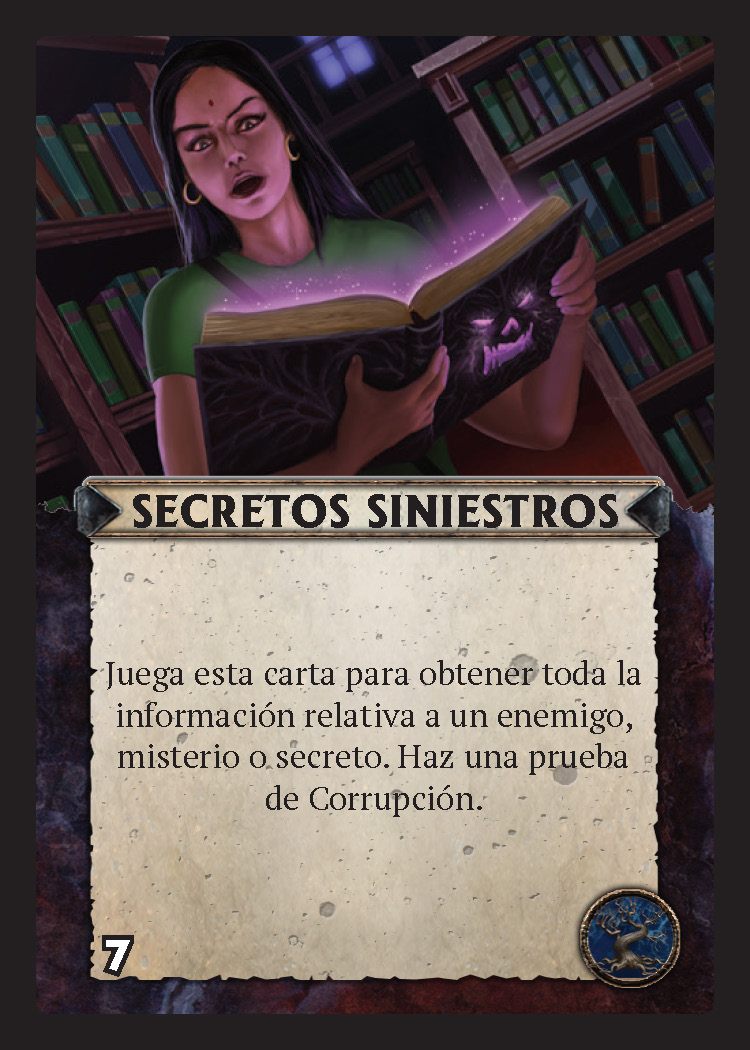 SECRETOS SINIESTROS
Juega esta carta para obtener toda la
información relativa a un enemigo,
misterio o secreto. Haz una prueba
de Corrupción.
7